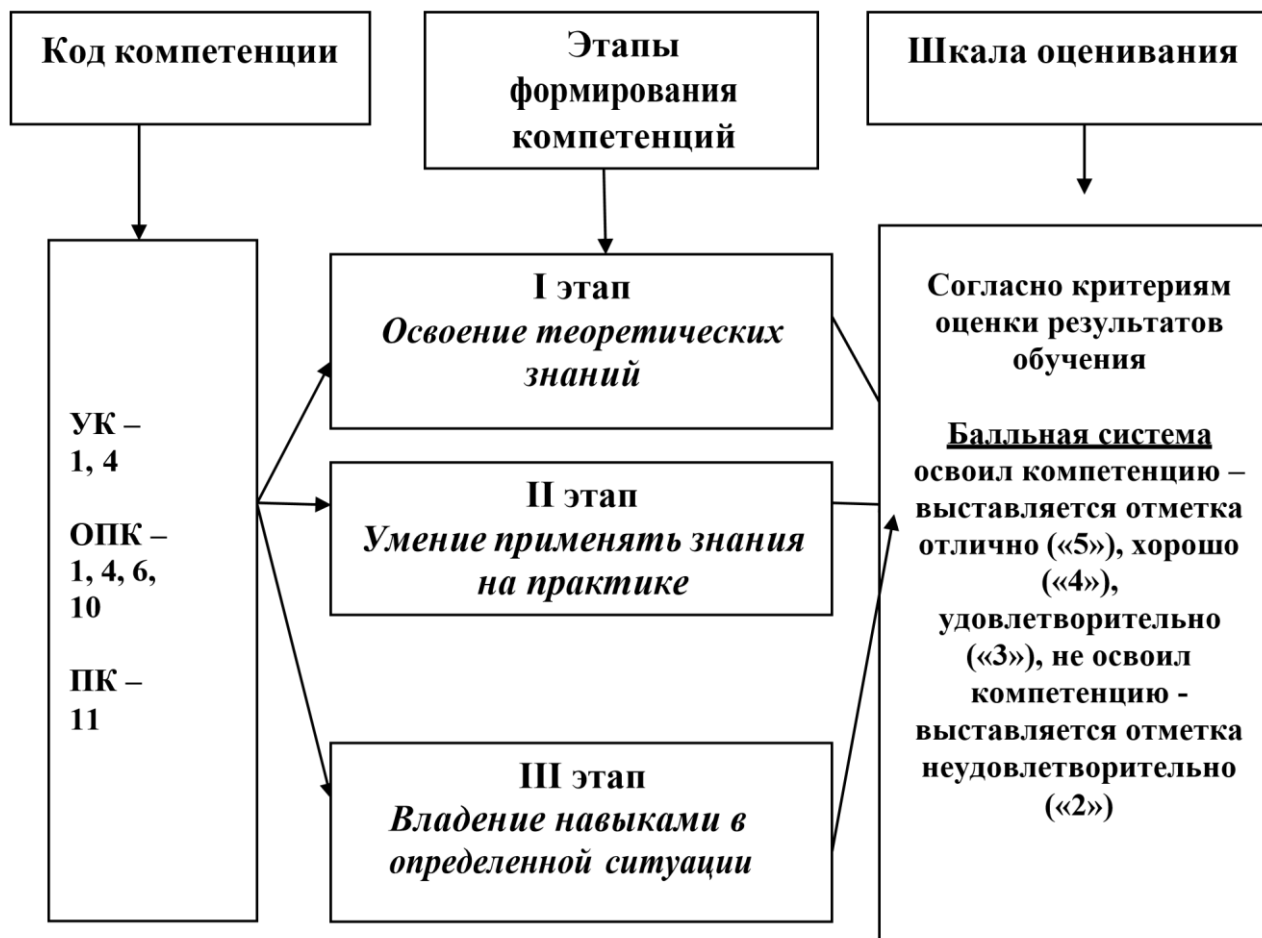 Код компетенции
Этапы
формирования
компетенций
Шкала оценивания
УК –
1, 4
ОПК –
1, 4, 6,
10
ПК –
11
I этап
Освоение теоретических
знаний
II этап
Умение применять знания
на практике
III этап
Владение навыками в
определенной ситуации
Согласно критериям
оценки результатов
обучения
Балльная система
освоил компетенцию –
выставляется отметка
отлично («5»), хорошо
(«4»),
удовлетворительно
(«3»), не освоил
компетенцию -
выставляется отметка
неудовлетворительно
(«2»)